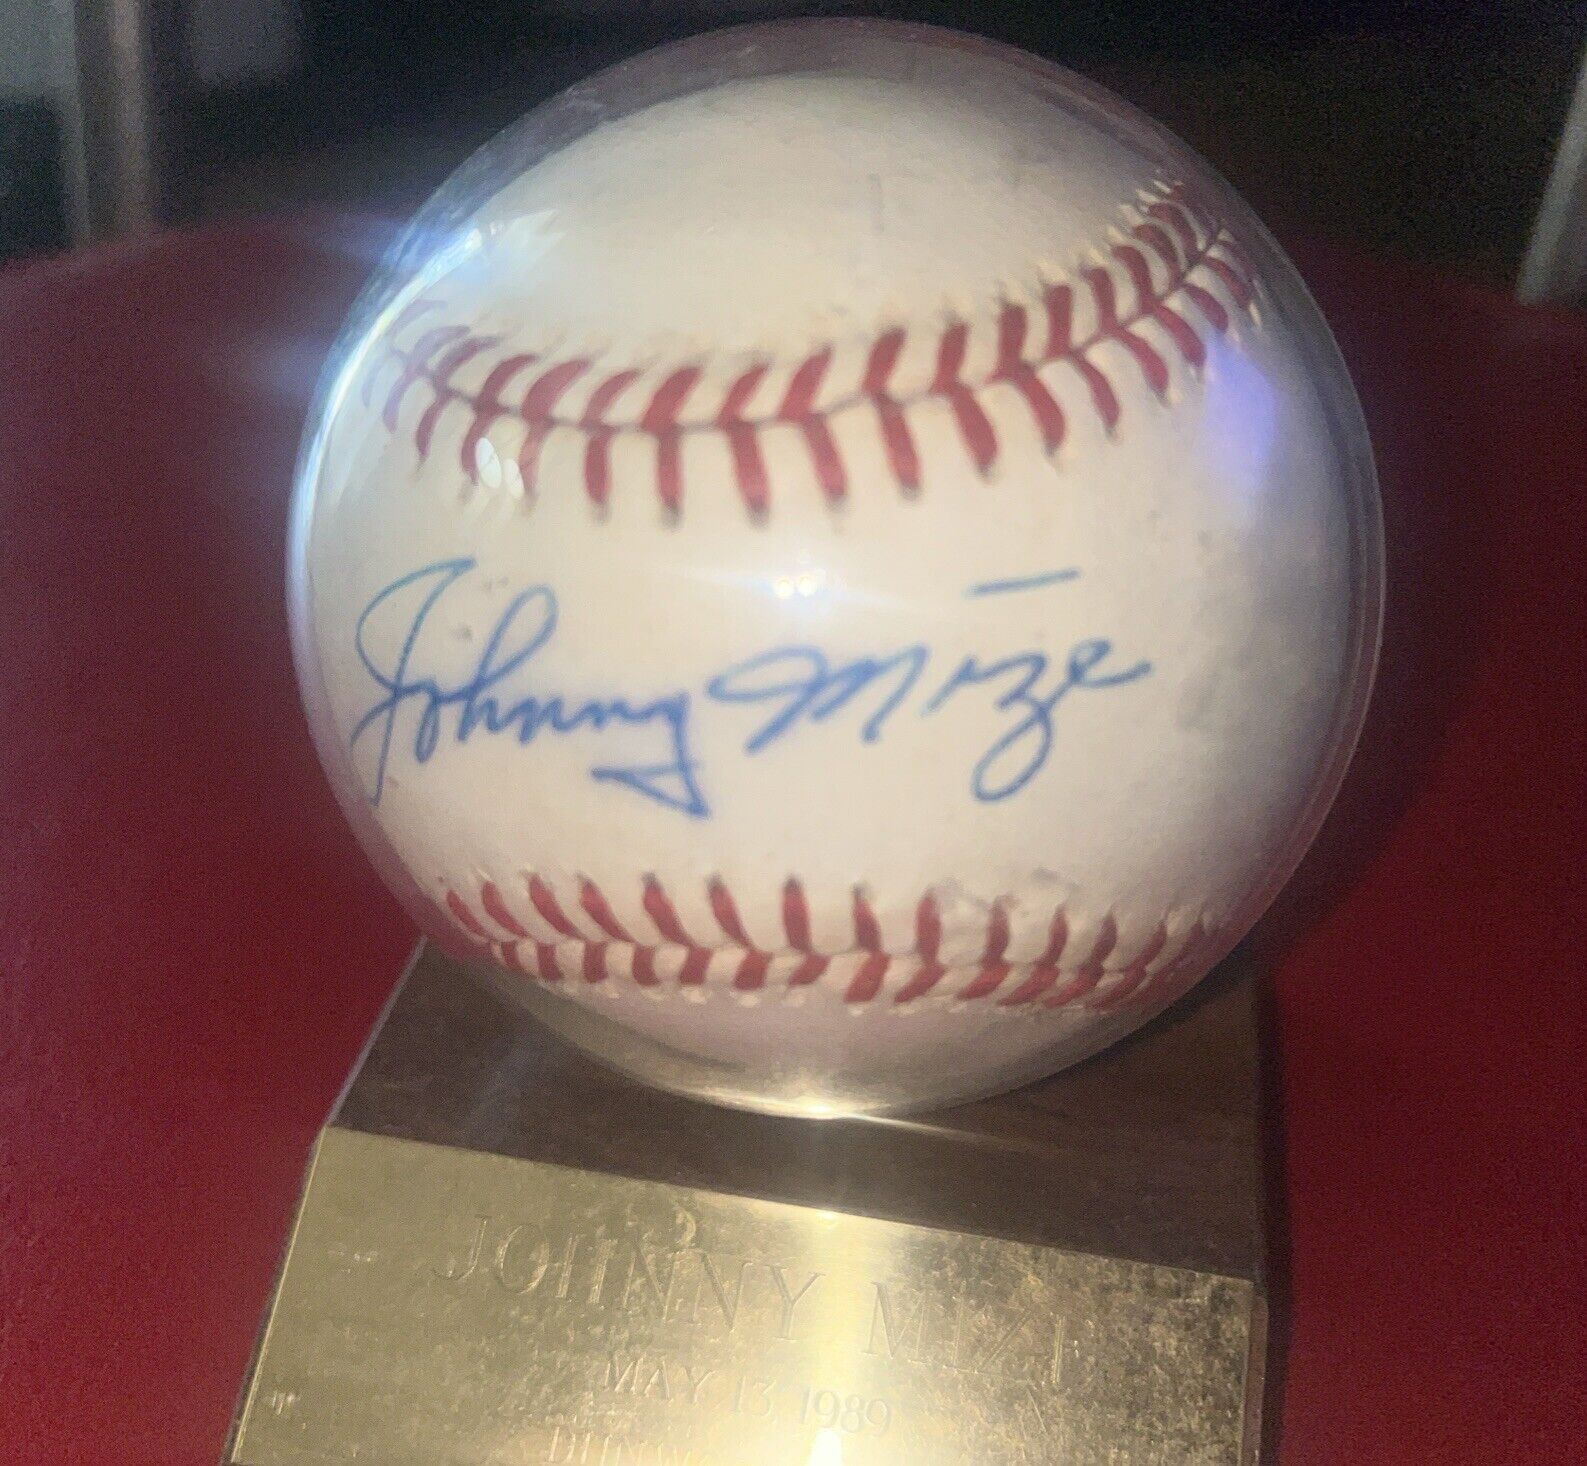 Johnny Mize
JOHNNY MIZE
MAY 13, 1989